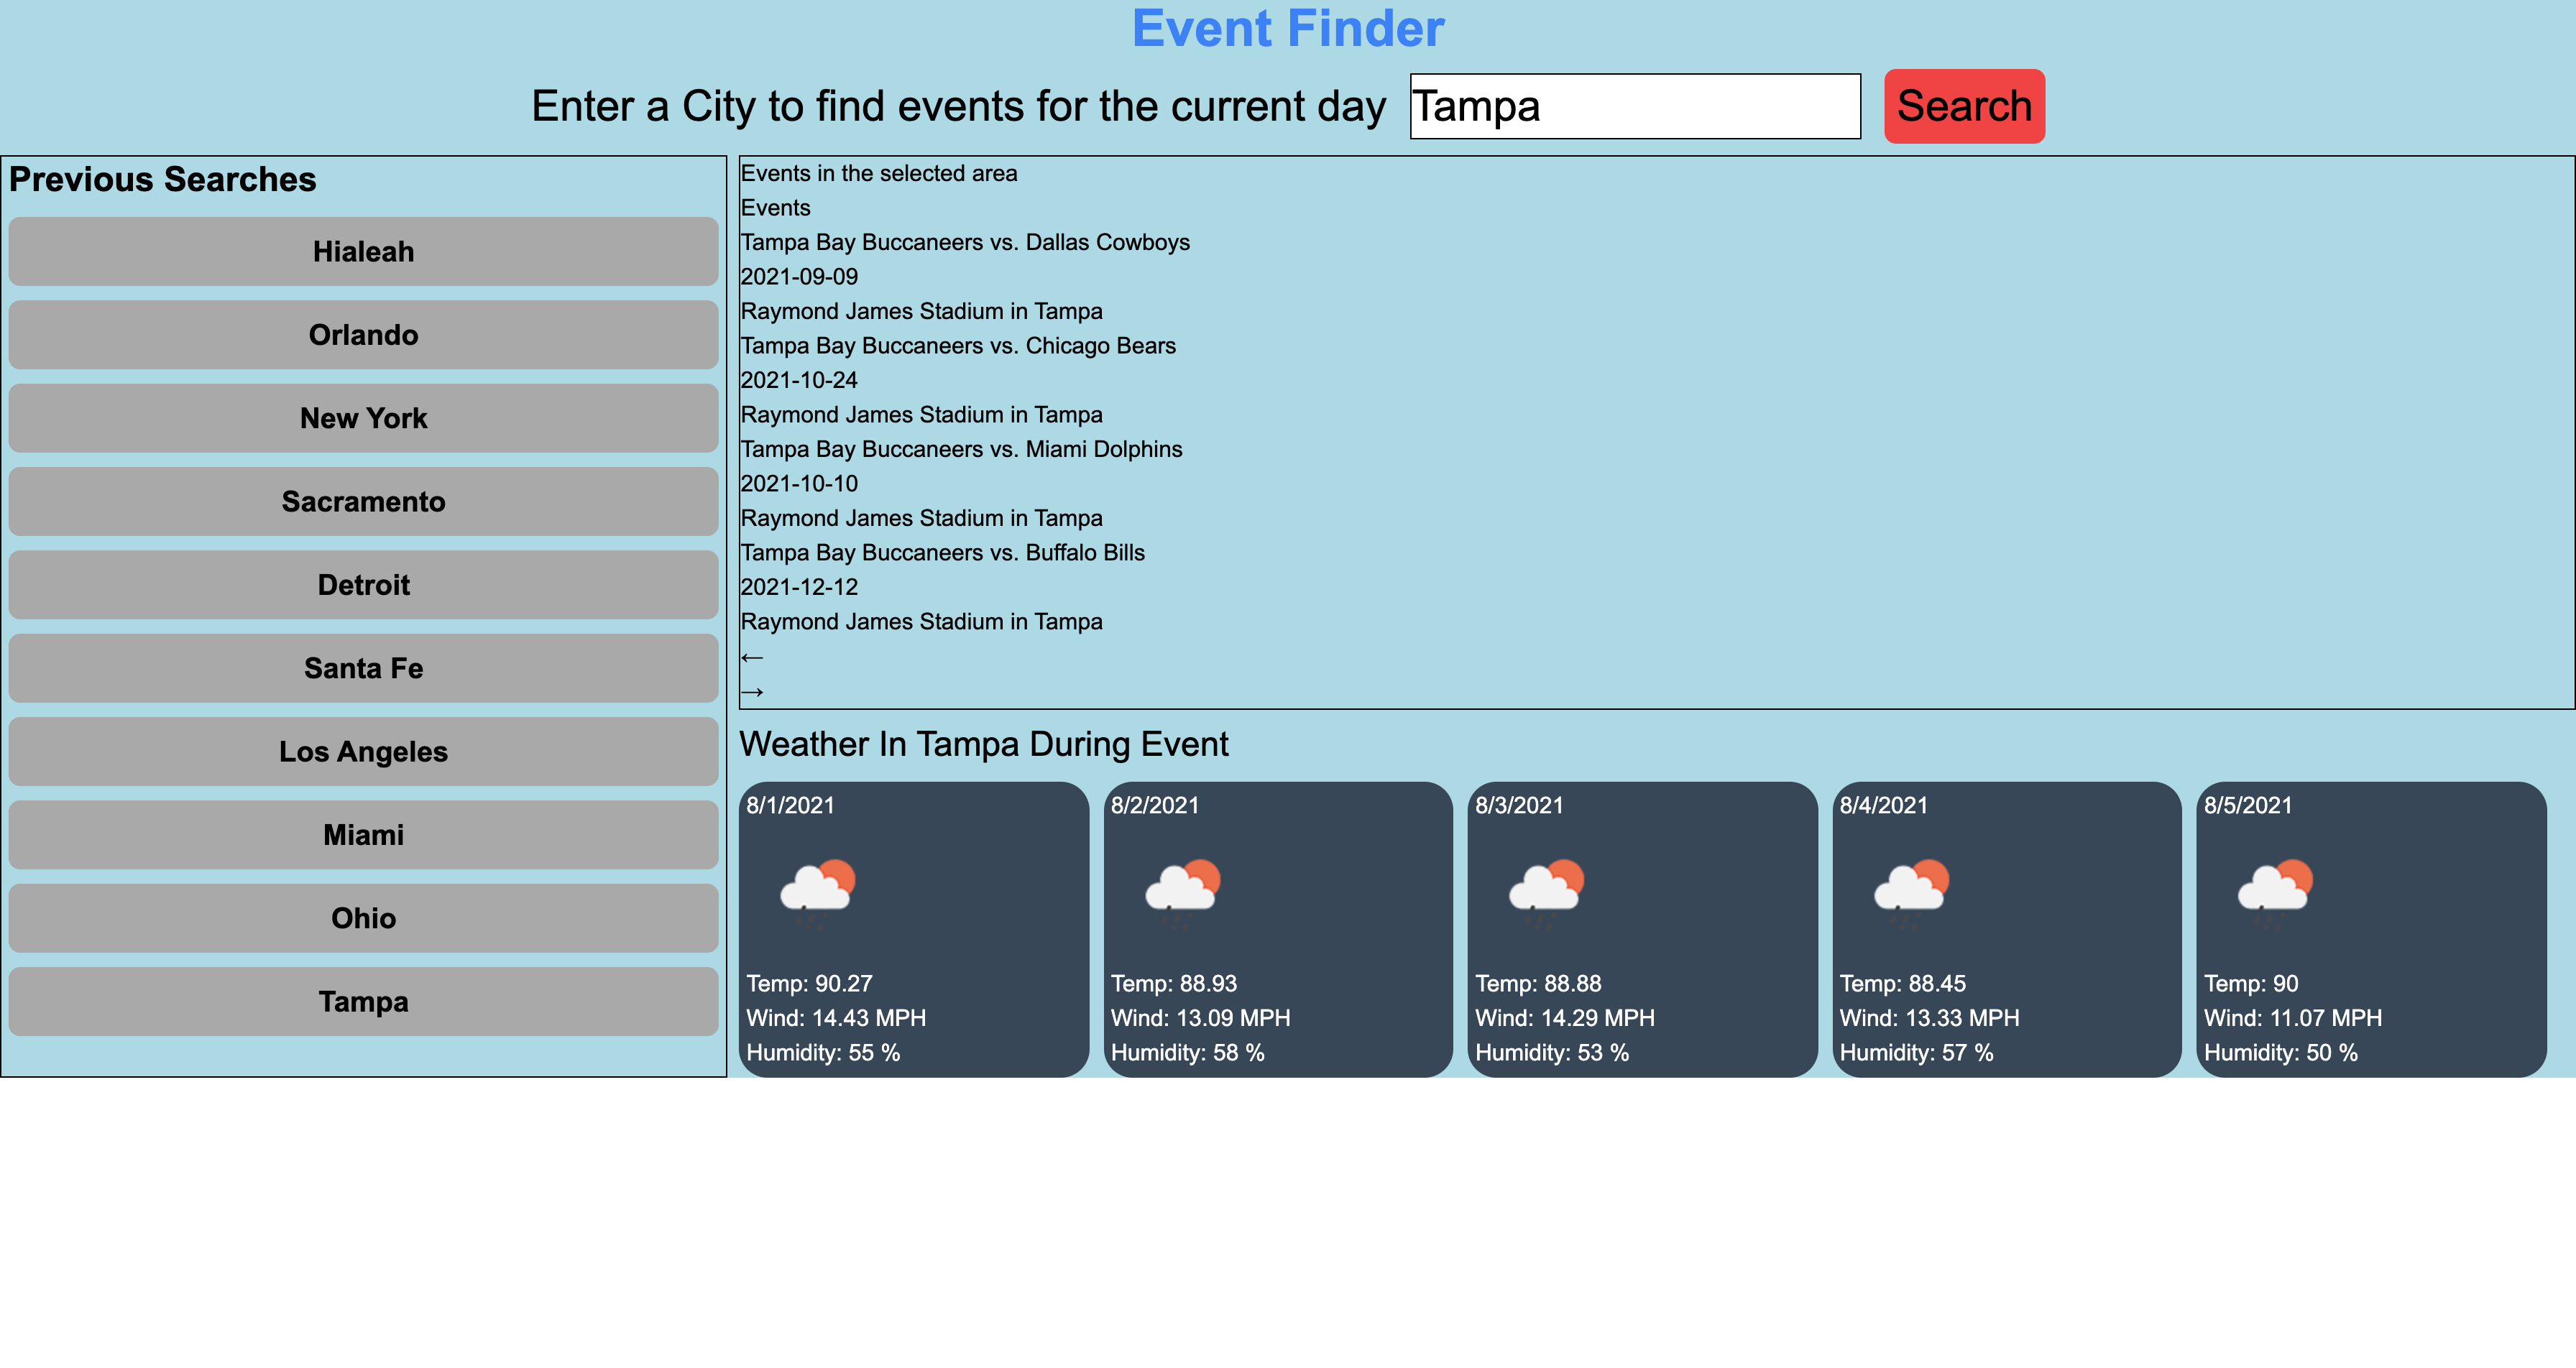 Event Finder
Enter a City to find events for the current day Tampa Search
Previous Searches
Hialeah
Orlando
New York
Sacramento
Detroit
Santa Fe
Los Angeles
Miami
Ohio
Tampa
Events in the selected area
Events
Tampa Bay Buccaneers vs. Dallas Cowboys
2021-09-09
Raymond James Stadium in Tampa
Tampa Bay Buccaneers vs. Chicago Bears
2021-10-24
Raymond James Stadium in Tampa
Tampa Bay Buccaneers vs. Miami Dolphins
2021-10-10
Raymond James Stadium in Tampa
Tampa Bay Buccaneers vs. Buffalo Bills
2021-12-12
Raymond James Stadium in Tampa
←
→
Weather In Tampa During Event
8/1/2021
Temp: 90.27
Wind: 14.43 MPH
Humidity: 55 %
8/2/2021
Temp: 88.93
Wind: 13.09 MPH
Humidity: 58 %
8/3/2021
Temp: 88.88
Wind: 14.29 MPH
Humidity: 53 %
8/4/2021
Temp: 88.45
Wind: 13.33 MPH
Humidity: 57 %
8/5/2021
Temp: 90
Wind: 11.07 MPH
Humidity: 50 %